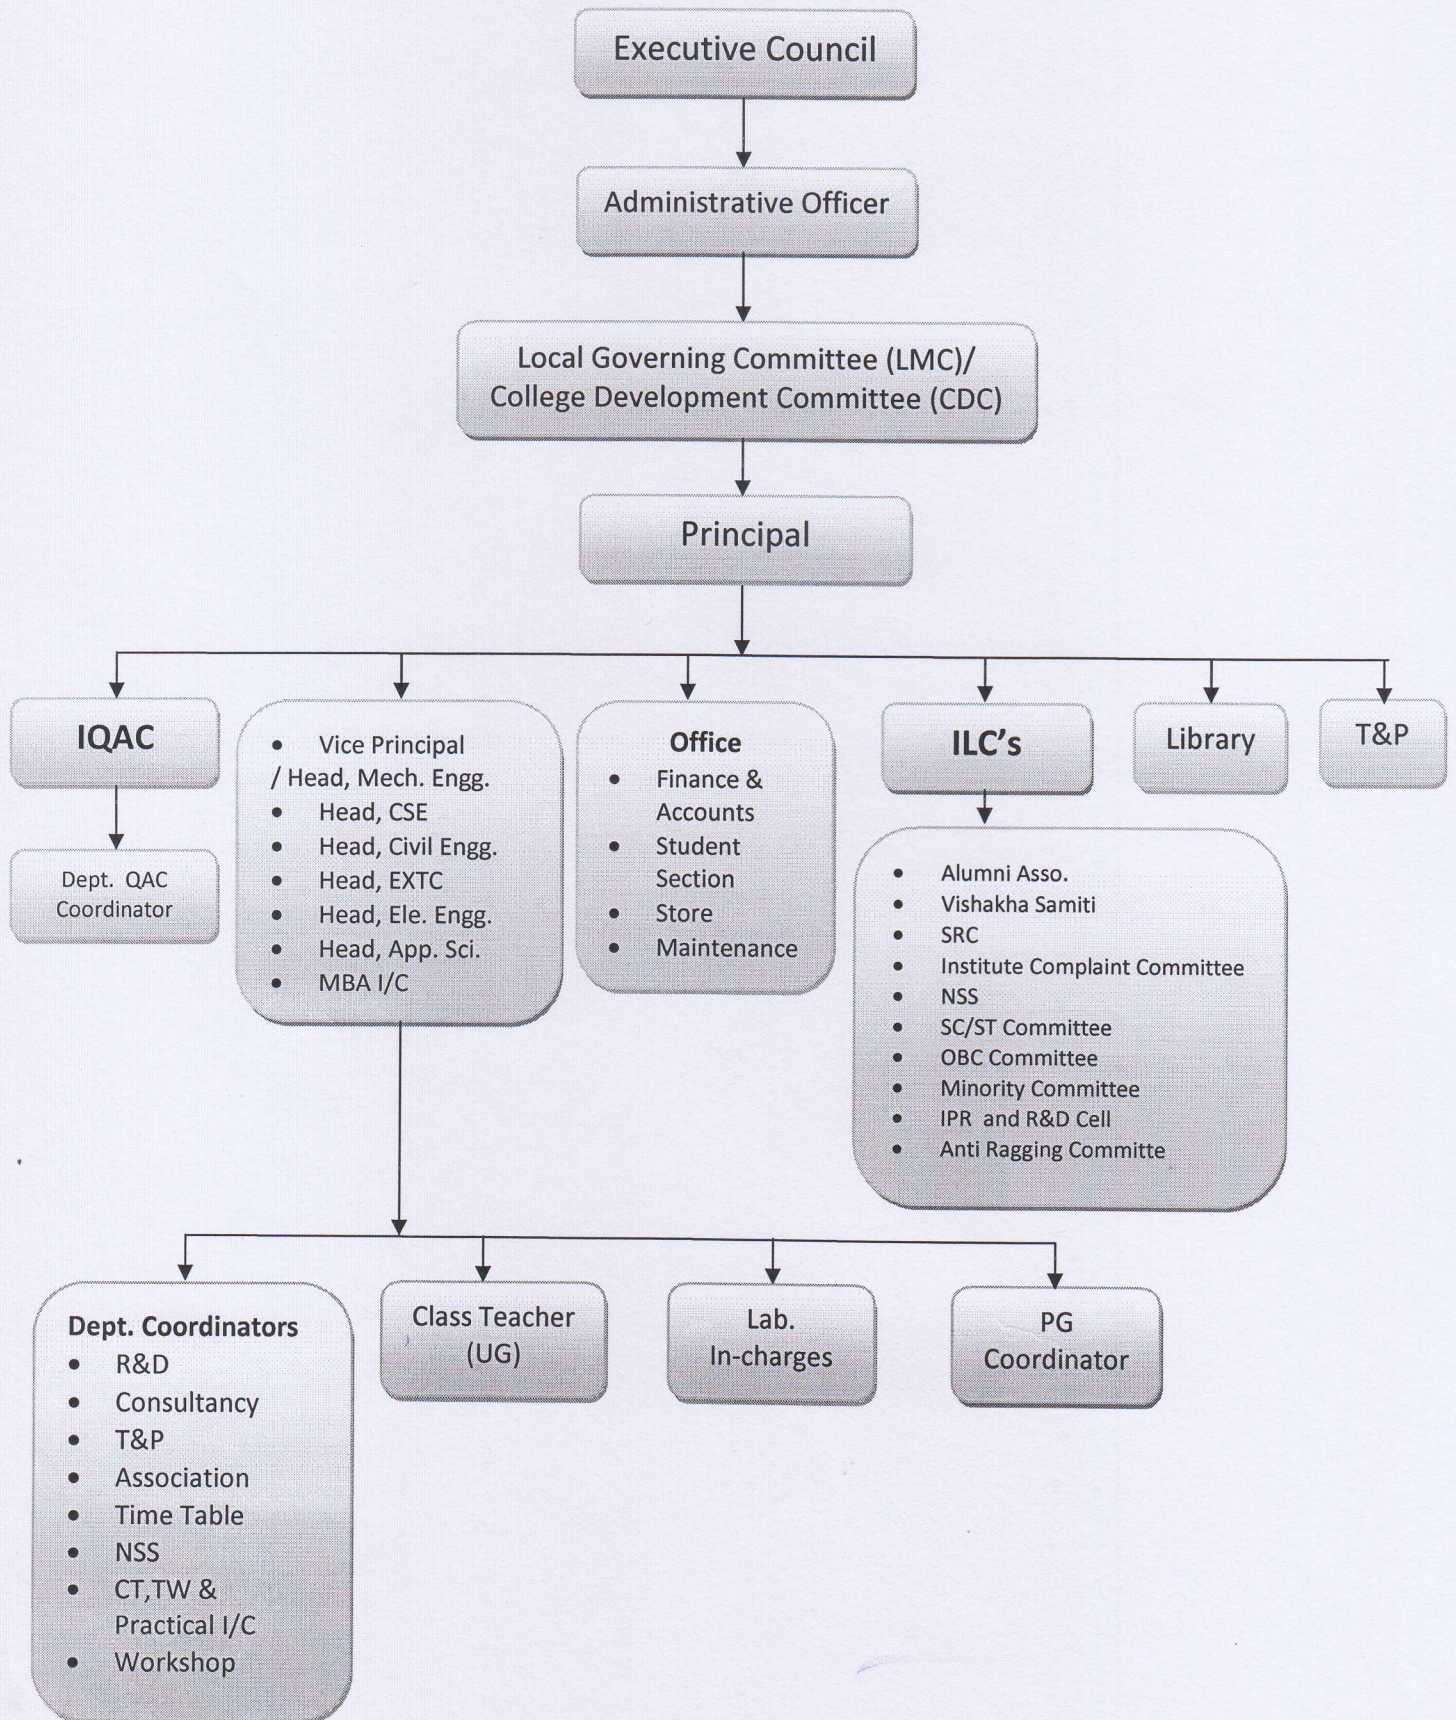 Executive Council
Administrative Officer
Local Governing Committee (LMC)/
College Development Committee (CDC)
Principal
IQAC
Dept. QAC
Coordinator
• Vice Principal
/ Head, Mech. Engg.
• Head, CSE
• Head, Civil Engg.
• Head, EXTC
• Head, Ele. Engg.
• Head, App. Sci.
• MBA I/C
Office
• Finance &
Accounts
• Student
Section
• Store
• Maintenance
ILC’s
• Alumni Asso.
• Vishakha Samiti
• SRC
• Institute Complaint Committee
• NSS
• SC/ST Committee
• OBC Committee
• Minority Committee
• IPR and R&D Cell
• Anti Ragging Committe
Library
T&P
Dept. Coordinators
• R&D
• Consultancy
• T&P
• Association
• Time Table
• NSS
• CT,TW &
Practical I/C
• Workshop
Class Teacher
(UG)
Lab.
In-charges
PG
Coordinator